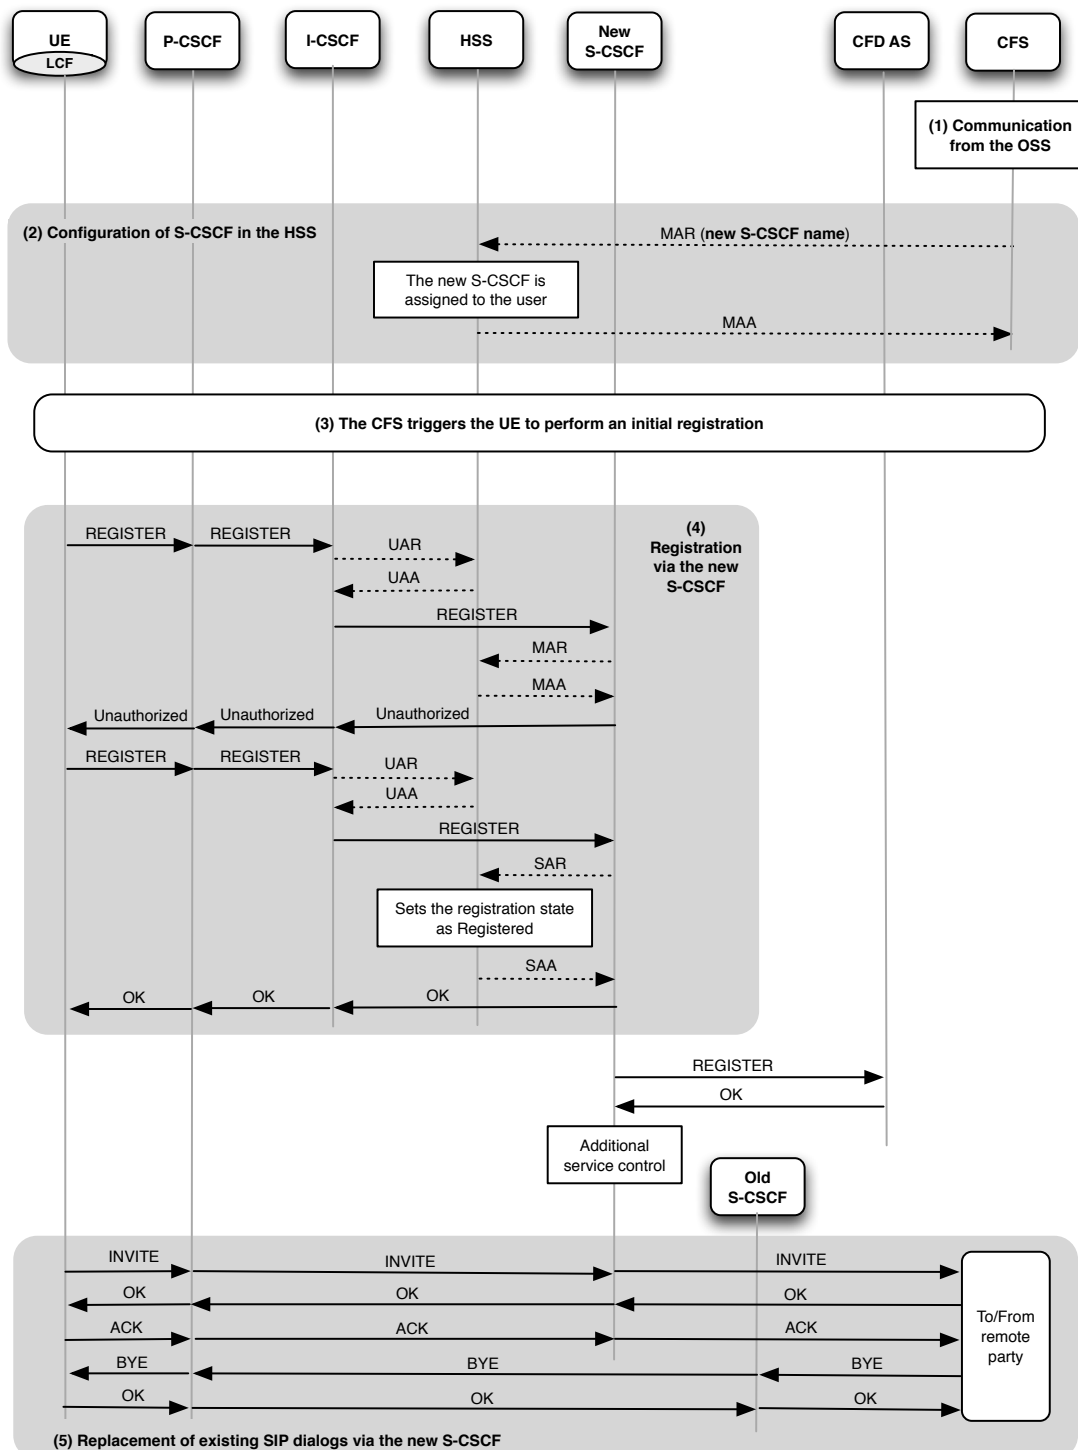 UE
LCF
P-CSCF
I-CSCF
HSS
New
S-CSCF
CFD AS
CFS
(1) Communication
from the OSS
(2) Configuration of S-CSCF in the HSS
MAR (new S-CSCF name)
The new S-CSCF is
assigned to the user
MAA
(3) The CFS triggers the UE to perform an initial registration
(4)
Registration
via the new
S-CSCF
REGISTER
REGISTER
UAR
UAA
REGISTER
MAR
MAA
Unauthorized
Unauthorized
Unauthorized
REGISTER
REGISTER
UAR
UAA
REGISTER
SAR
Sets the registration state
as Registered
SAA
OK
OK
OK
REGISTER
OK
Additional
service control
Old
S-CSCF
INVITE
INVITE
INVITE
OK
OK
OK
ACK
ACK
ACK
BYE
BYE
BYE
OK
OK
OK
To/From
remote
party
(5) Replacement of existing SIP dialogs via the new S-CSCF